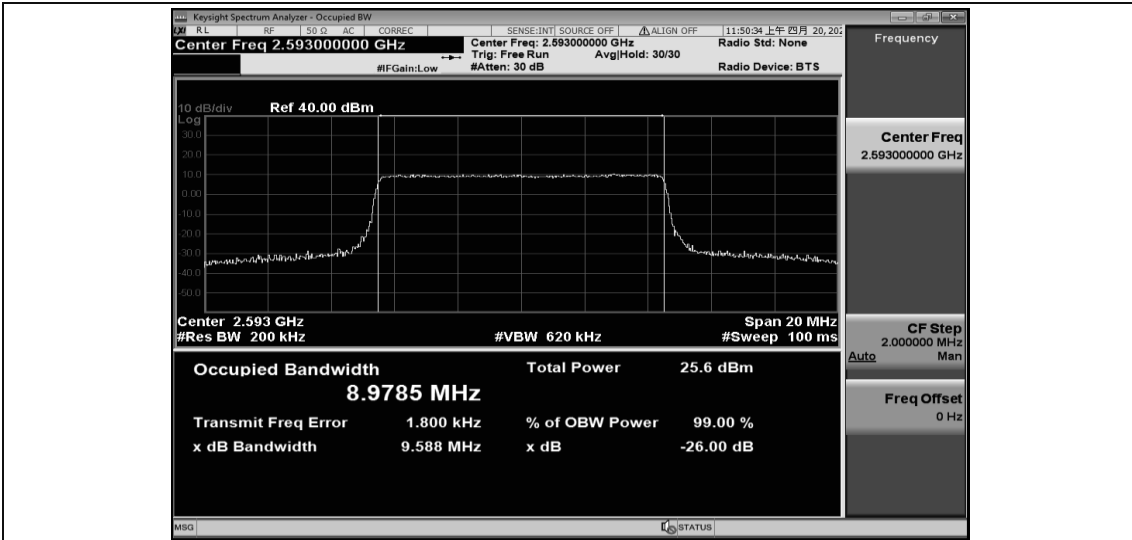 Keysight Spectrum Analyzer - Occupied BW
LXI RL RF 50 Ω AC CORREC SENSE:INT SOURCE OFF ⚠ALIGN OFF 11:50:34 上午 四月 20, 202
Center Freq 2.593000000 GHz
Center Freq: 2.593000000 GHz Radio Std: None
Trig: Free Run Avg|Hold: 30/30
#IFGain:Low #Atten: 30 dB Radio Device: BTS
10 dB/div Ref 40.00 dBm
Log
30.0
20.0
10.0
0.00
-10.0
-20.0
-30.0
-40.0
-50.0
Center 2.593 GHz Span 20 MHz
#Res BW 200 kHz #VBW 620 kHz #Sweep 100 ms
Occupied Bandwidth Total Power 25.6 dBm
8.9785 MHz
Transmit Freq Error 1.800 kHz % of OBW Power 99.00 %
x dB Bandwidth 9.588 MHz x dB -26.00 dB
MSG STATUS
Frequency
Center Freq
2.593000000 GHz
CF Step
2.000000 MHz
Auto Man
Freq Offset
0 Hz